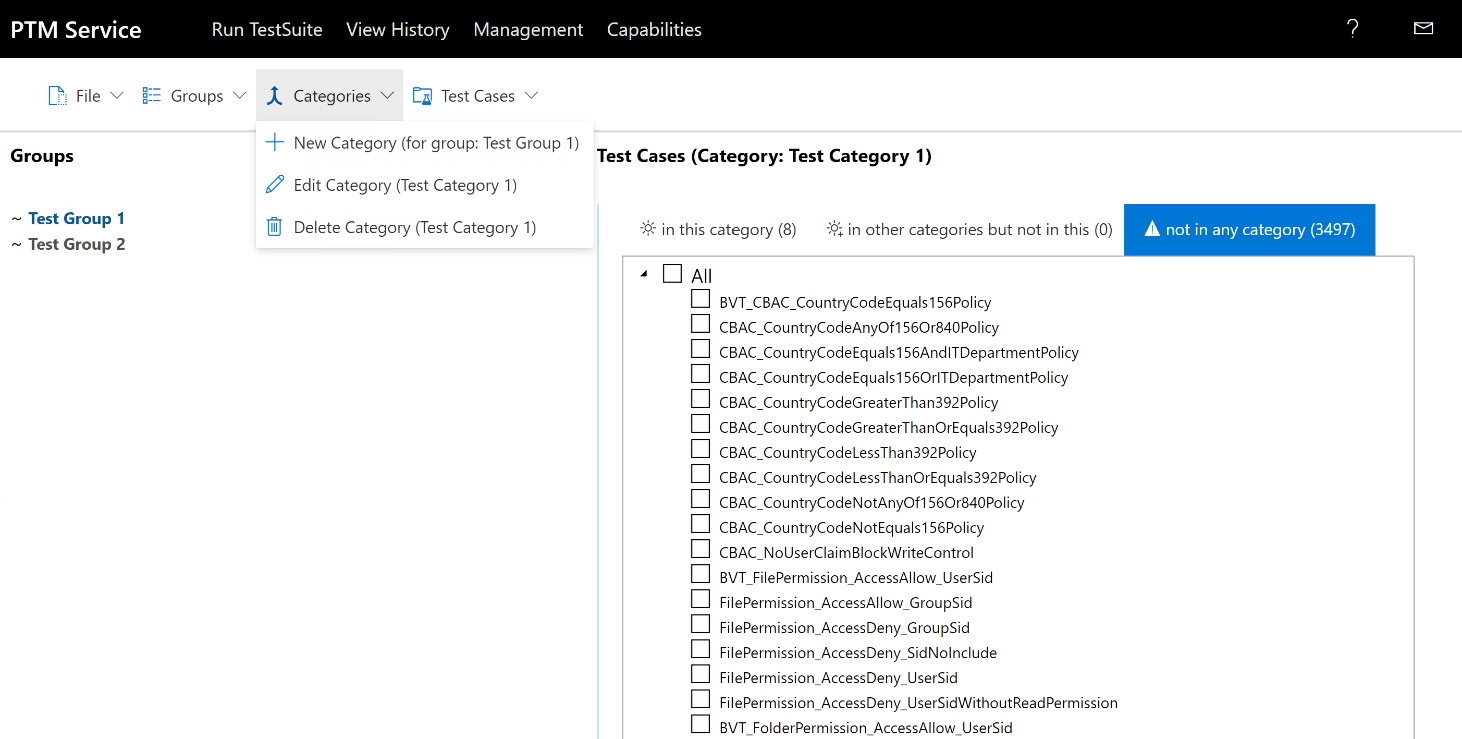 PTM Service Run TestSuite View History Management Capabilities ?
File Groups Categories Test Cases
New Category (for group: Test Group 1)
Edit Category (Test Category 1)
Delete Category (Test Category 1)
Groups
~ Test Group 1
~ Test Group 2
Test Cases (Category: Test Category 1)
in this category (8) in other categories but not in this (0) not in any category (3497)
All
BVT_CBAC_CountryCodeEquals156Policy
CBAC_CountryCodeAnyOf156Or840Policy
CBAC_CountryCodeEquals156AndITDepartmentPolicy
CBAC_CountryCodeEquals156OrITDepartmentPolicy
CBAC_CountryCodeGreaterThan392Policy
CBAC_CountryCodeGreaterThanOrEquals392Policy
CBAC_CountryCodeLessThan392Policy
CBAC_CountryCodeLessThanOrEquals392Policy
CBAC_CountryCodeNotAnyOf156Or840Policy
CBAC_CountryCodeNotEquals156Policy
CBAC_NoUserClaimBlockWriteControl
BVT_FilePermission_AccessAllow_UserSid
FilePermission_AccessAllow_GroupSid
FilePermission_AccessDeny_GroupSid
FilePermission_AccessDeny_SidNoInclude
FilePermission_AccessDeny_UserSid
FilePermission_AccessDeny_UserSidWithoutReadPermission
BVT_FolderPermission_AccessAllow_UserSid